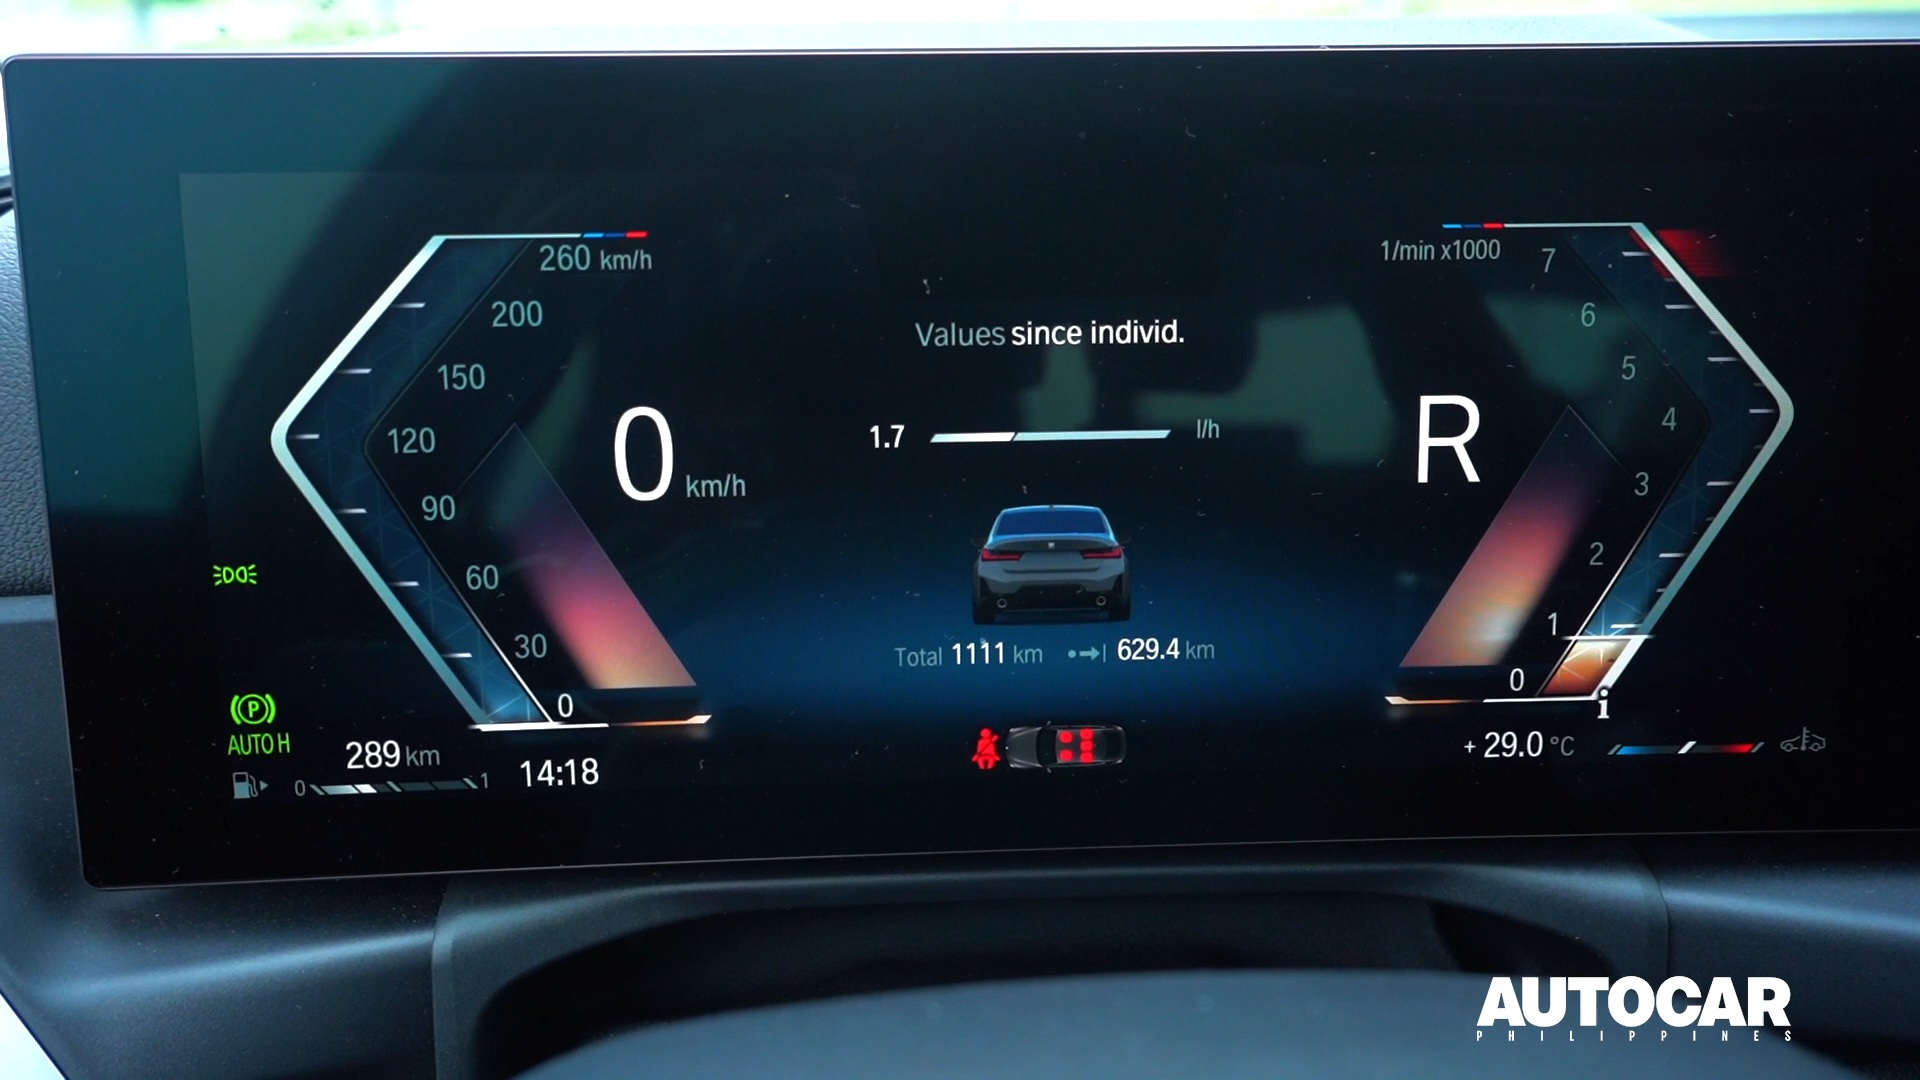 260 km/h
200
150
120
90
60
30
0
0 km/h
AUTO H
P
289 km
0 1
14:18
Values since individ.
1.7 l/h
Total 1111 km 629.4 km
1/min x1000
7
6
5
4
3
2
1
0
R
i
+ 29.0 °C
AUTOCAR
PHILIPPINES